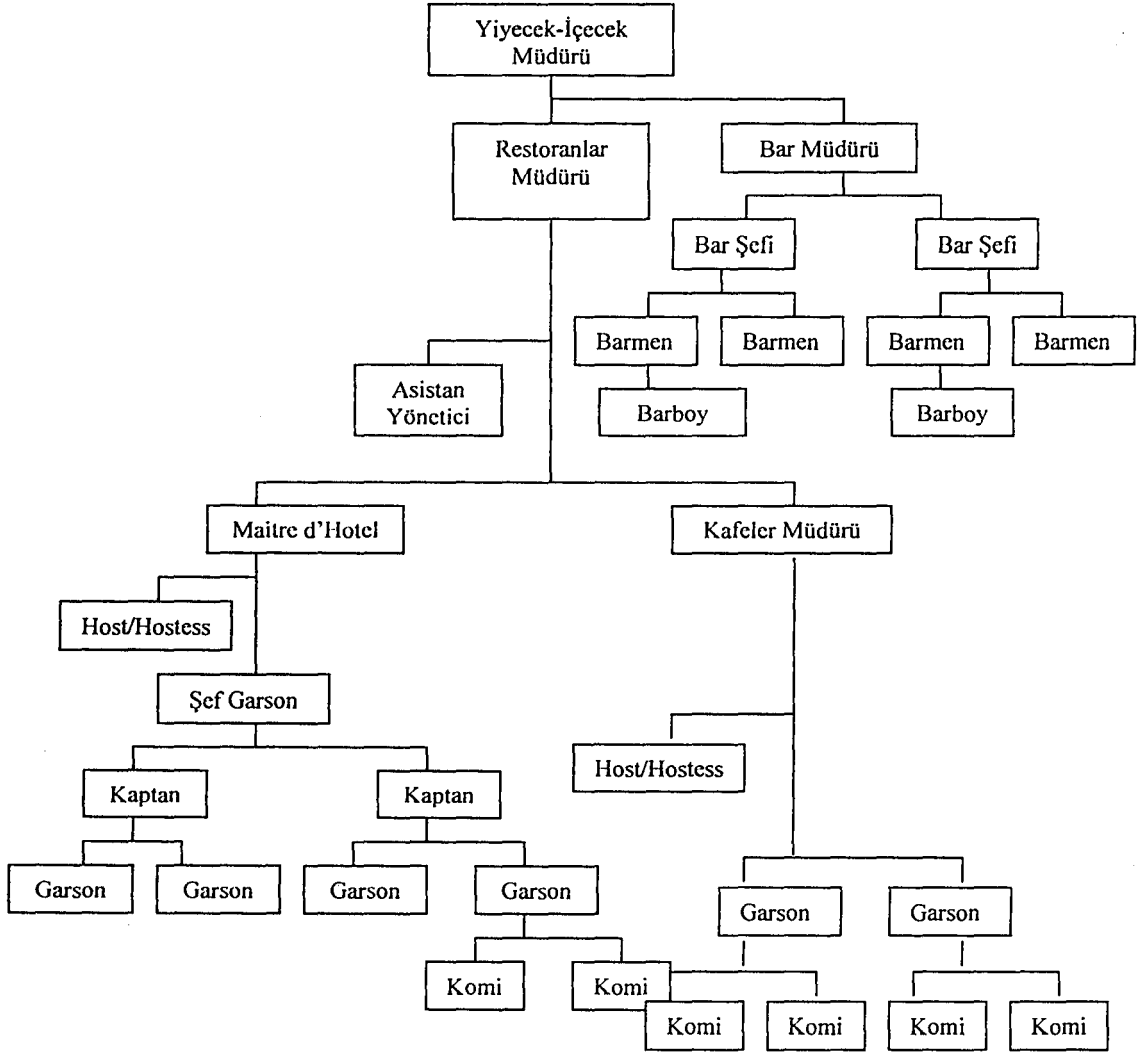 Yiyecek-İçecek
Müdürü
Restoranlar
Müdürü
Bar Müdürü
Bar Şefi
Bar Şefi
Barmen
Barmen
Barmen
Barmen
Asistan
Yönetici
Barboy
Barboy
Maitre d'Hotel
Kafeler Müdürü
Host/Hostess
Şef Garson
Host/Hostess
Kaptan
Kaptan
Garson
Garson
Garson
Garson
Garson
Garson
Komi
Komi
Komi
Komi
Komi
Komi